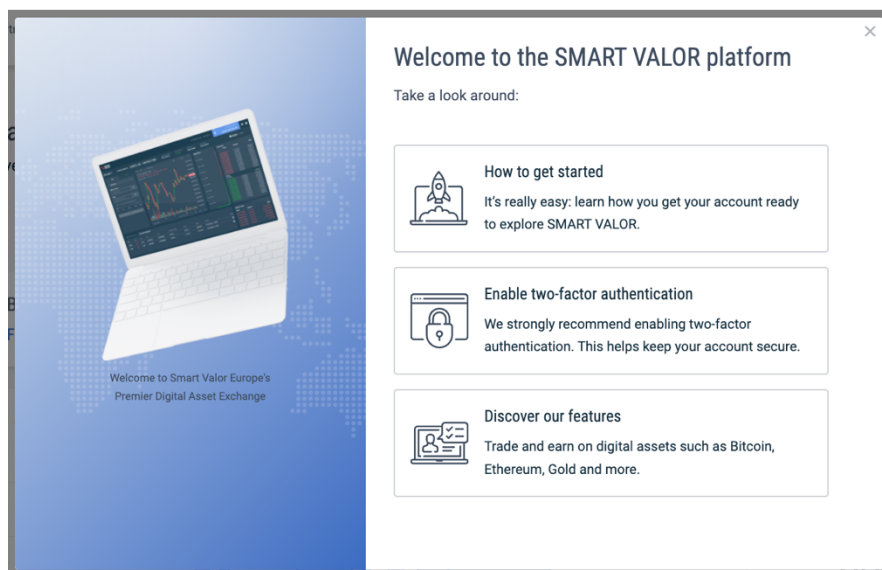 Welcome to the SMART VALOR platform
Take a look around:
How to get started
It's really easy: learn how you get your account ready
to explore SMART VALOR.
Enable two-factor authentication
We strongly recommend enabling two-factor
authentication. This helps keep your account secure.
Discover our features
Trade and earn on digital assets such as Bitcoin,
Ethereum, Gold and more.
Welcome to Smart Valor Europe's
Premier Digital Asset Exchange